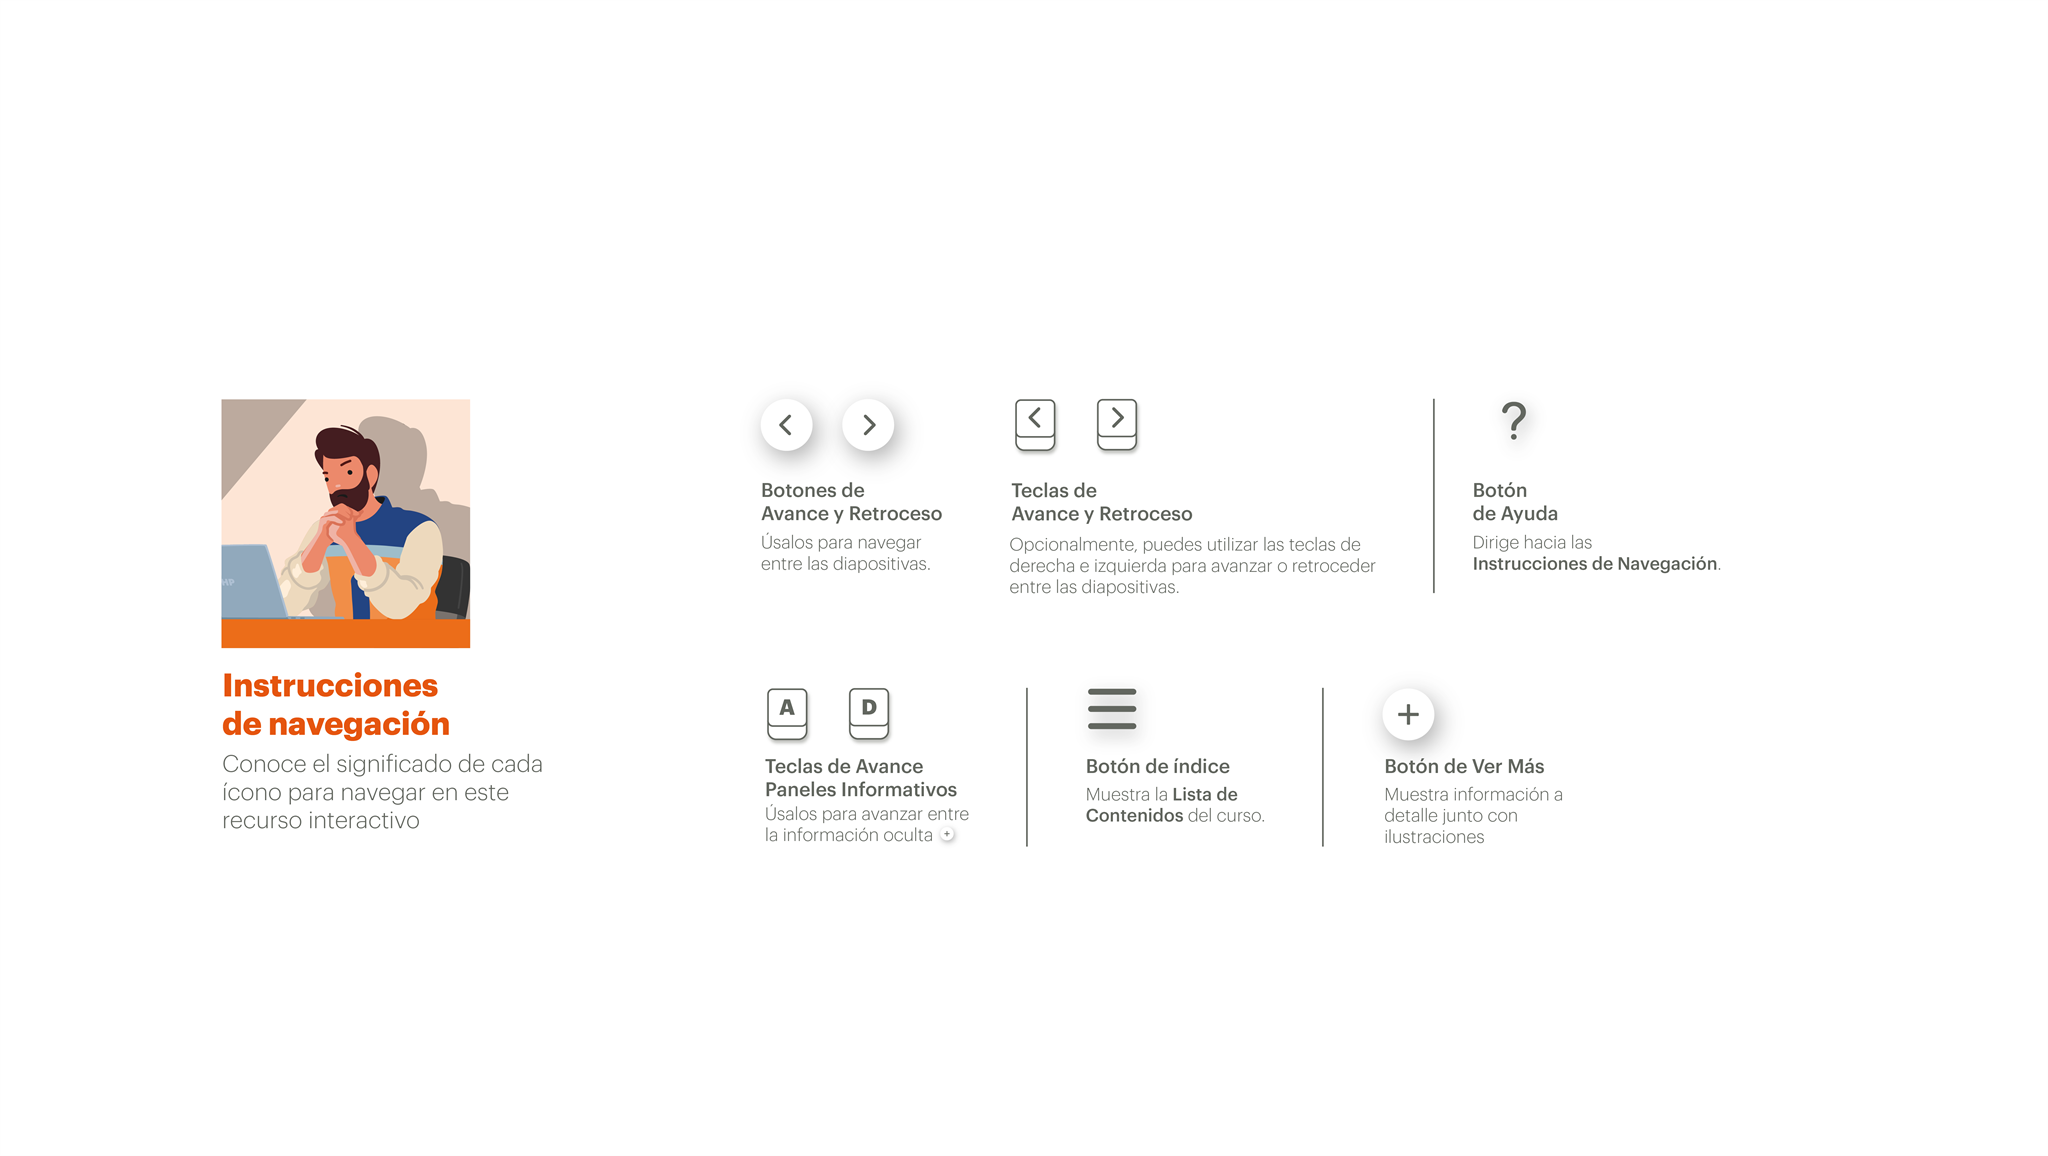 HP
Instrucciones
de navegación
Conoce el significado de cada
ícono para navegar en este
recurso interactivo
Botones de
Avance y Retroceso
Úsalos para navegar
entre las diapositivas.
Teclas de
Avance y Retroceso
Opcionalmente, puedes utilizar las teclas de
derecha e izquierda para avanzar o retroceder
entre las diapositivas.
?
Botón
de Ayuda
Dirige hacia las
Instrucciones de Navegación.
A D
Teclas de Avance
Paneles Informativos
Úsalos para avanzar entre
la información oculta +
Botón de índice
Muestra la Lista de
Contenidos del curso.
+
Botón de Ver Más
Muestra información a
detalle junto con
ilustraciones